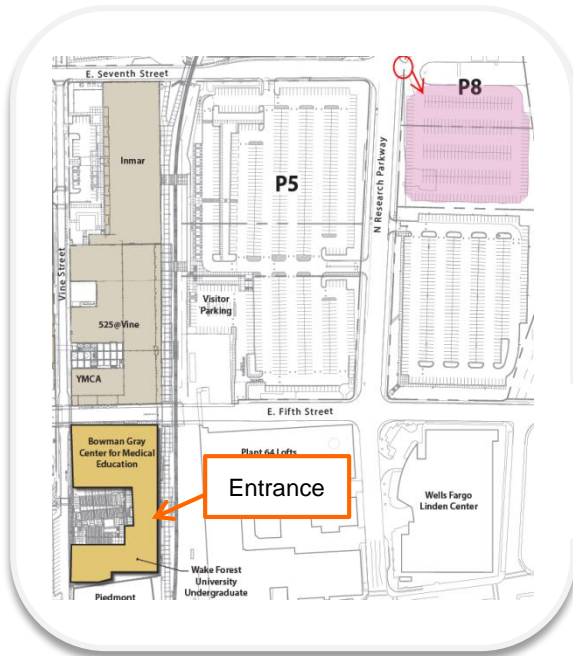 E. Seventh Street
P8
Inmar
P5
N Research Parkway
Vine Street
Visitor
Parking
525@Vine
YMCA
E. Fifth Street
Bowman Gray
Center for Medical
Education
Plant 64 Lofts
Entrance
Wells Fargo
Linden Center
Wake Forest
University
Undergraduate
Piedmont